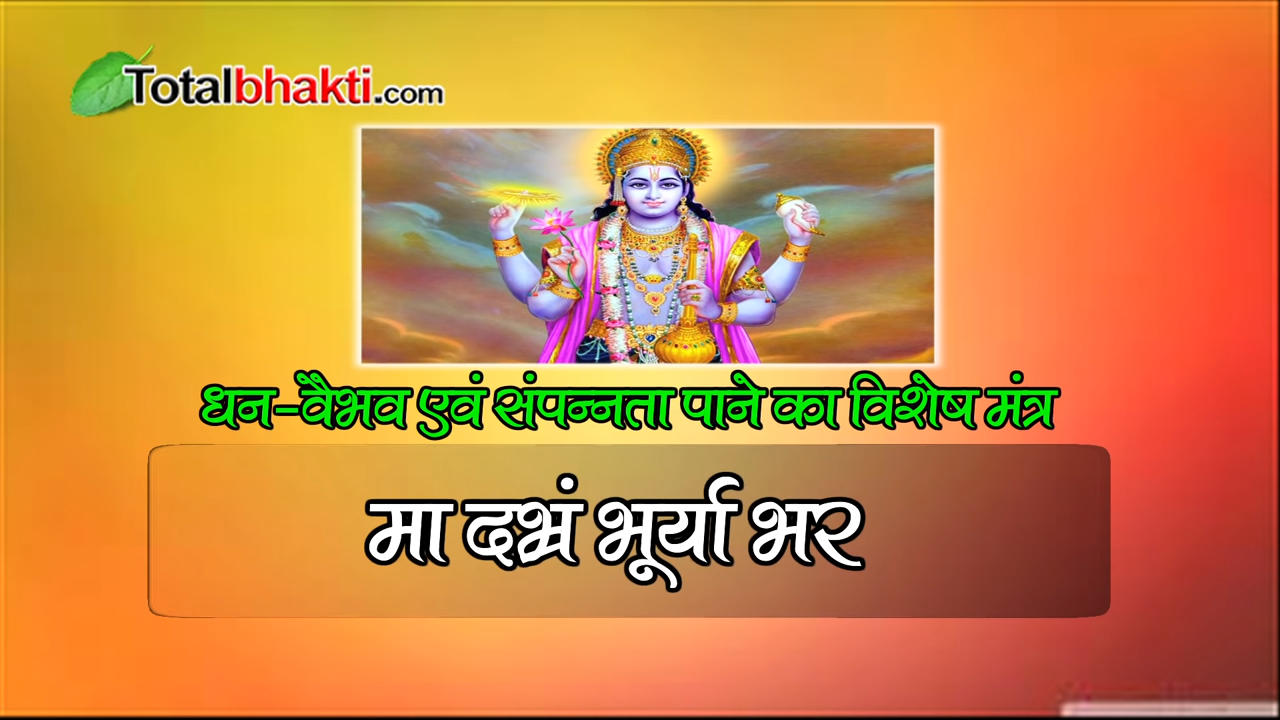 Totalbhakti.com
धन-वैभव एवं संपन्नता पाने का विशेष मंत्र
मा दभ्रं भूर्या भर